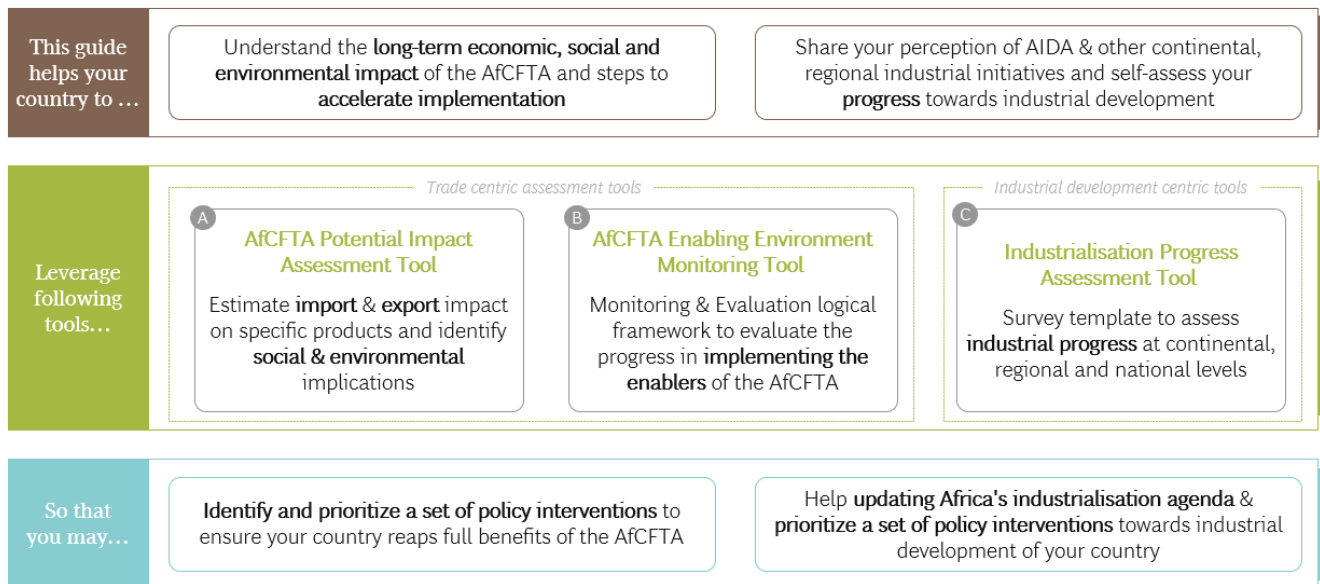 This guide
helps your
country to ...
Understand the long-term economic, social and
environmental impact of the AfCFTA and steps to
accelerate implementation
Share your perception of AIDA & other continental,
regional industrial initiatives and self-assess your
progress towards industrial development
Leverage
following
tools...
Trade centric assessment tools
A
AfCFTA Potential Impact
Assessment Tool
Estimate import & export impact
on specific products and identify
social & environmental
implications
B
AfCFTA Enabling Environment
Monitoring Tool
Monitoring & Evaluation logical
framework to evaluate the
progress in implementing the
enablers of the AfCFTA
Industrial development centric tools
C
Industrialisation Progress
Assessment Tool
Survey template to assess
industrial progress at continental,
regional and national levels
So that
you may...
Identify and prioritize a set of policy interventions to
ensure your country reaps full benefits of the AfCFTA
Help updating Africa's industrialisation agenda &
prioritize a set of policy interventions towards industrial
development of your country